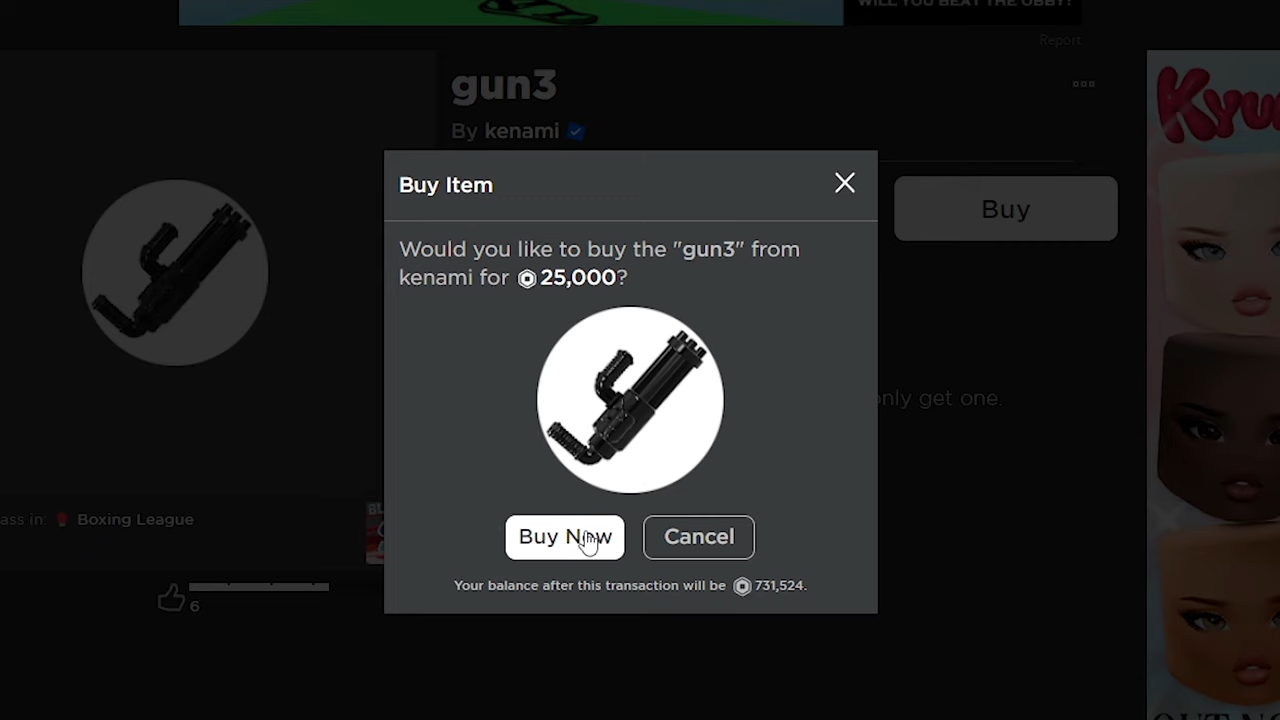 WILL YOU BEAT THE OBBY?
Report
gun3
By kenami
Buy Item
Buy
Would you like to buy the "gun3" from
kenami for 25,000?
only get one.
Buy Now
Cancel
Your balance after this transaction will be 731,524.
ass in: Boxing League
6